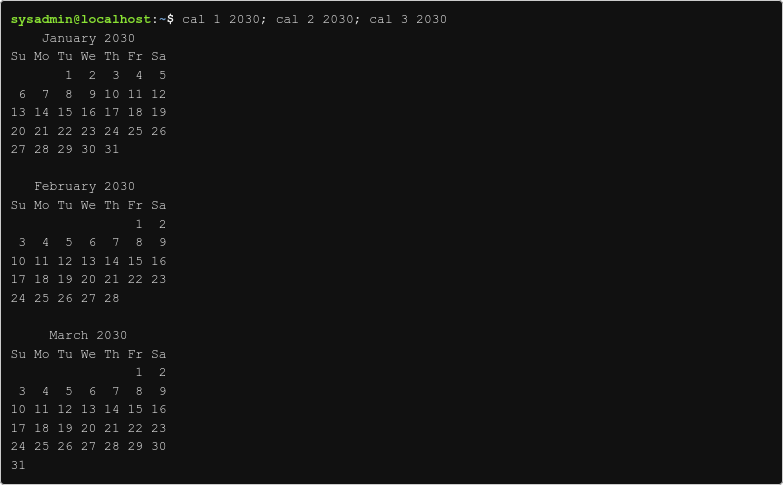 sysadmin@localhost:~$ cal 1 2030; cal 2 2030; cal 3 2030
    January 2030
Su Mo Tu We Th Fr Sa
       1  2  3  4  5
 6  7  8  9 10 11 12
13 14 15 16 17 18 19
20 21 22 23 24 25 26
27 28 29 30 31

   February 2030
Su Mo Tu We Th Fr Sa
                1  2
 3  4  5  6  7  8  9
10 11 12 13 14 15 16
17 18 19 20 21 22 23
24 25 26 27 28

     March 2030
Su Mo Tu We Th Fr Sa
                1  2
 3  4  5  6  7  8  9
10 11 12 13 14 15 16
17 18 19 20 21 22 23
24 25 26 27 28 29 30
31